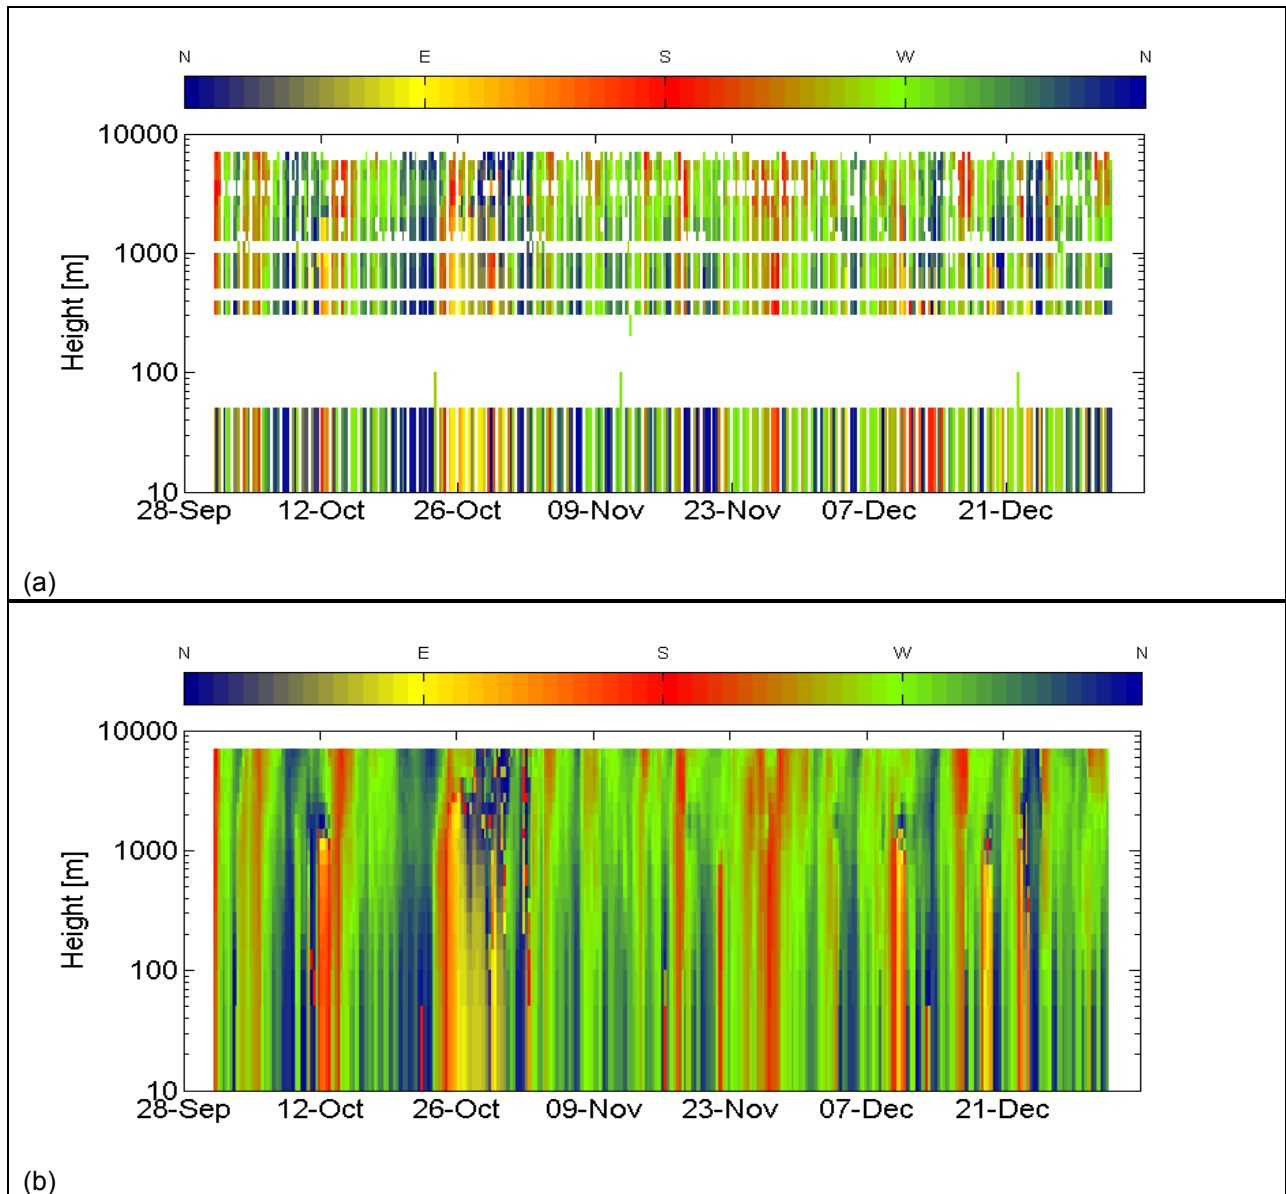 N E S W N
10000
1000
100
10
Height [m]
28-Sep 12-Oct 26-Oct 09-Nov 23-Nov 07-Dec 21-Dec
(a)
N E S W N
10000
1000
100
10
Height [m]
28-Sep 12-Oct 26-Oct 09-Nov 23-Nov 07-Dec 21-Dec
(b)